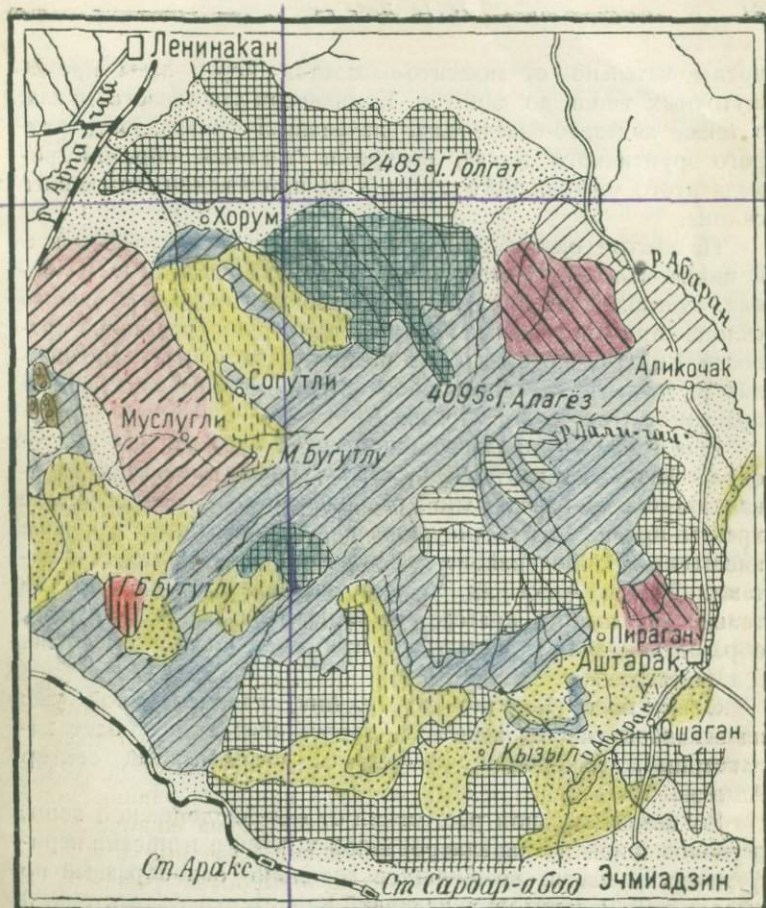 Ленинакан
р. Арпа-чай
2485 Г. Голгат
Хорум
р. Абаран
Аликочак
Согутли
4095 Г. Алагёз
Муслугли
р. Дали-чай
Г. М. Бугутлу
Г. Б. Бугутлу
Пираган
Аштарак
р. Абаран
Ошаган
Г. Кызыл
Ст. Аракс
Ст. Сардар-абад
Эчмиадзин